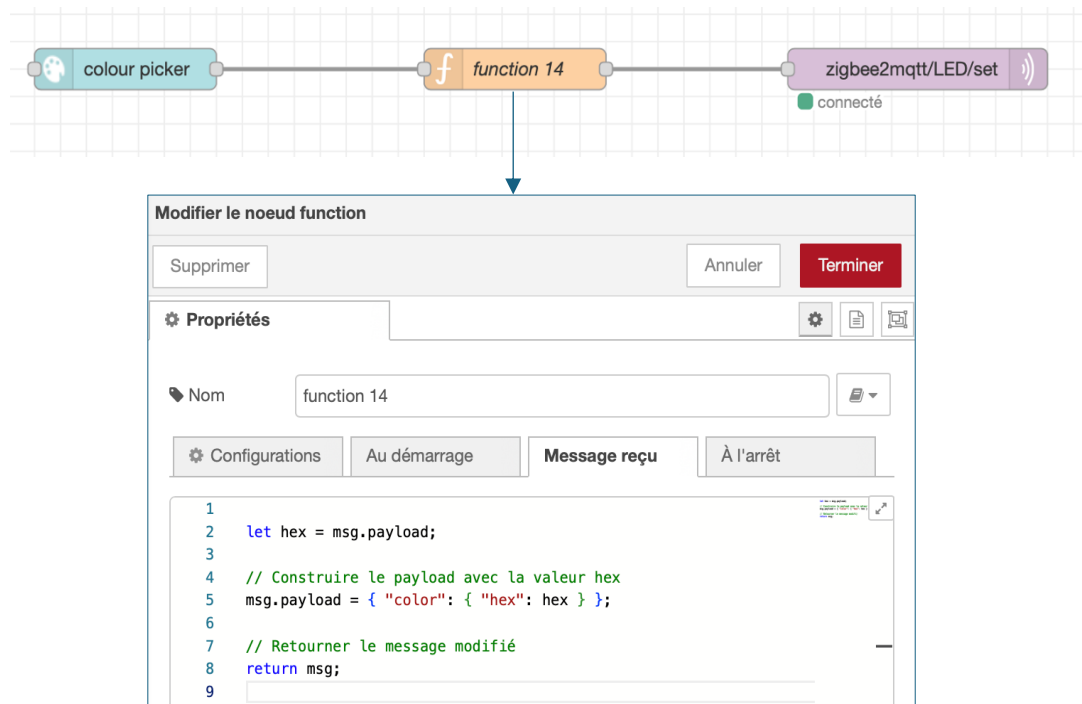 colour picker
function 14
zigbee2mqtt/LED/set
connecté
Modifier le noeud function
Supprimer
Annuler
Terminer
Propriétés
Nom
function 14
Configurations
Au démarrage
Message reçu
À l'arrêt
1
2 let hex = msg.payload;
3
4 // Construire le payload avec la valeur hex
5 msg.payload = { "color": { "hex": hex } };
6
7 // Retourner le message modifié
8 return msg;
9